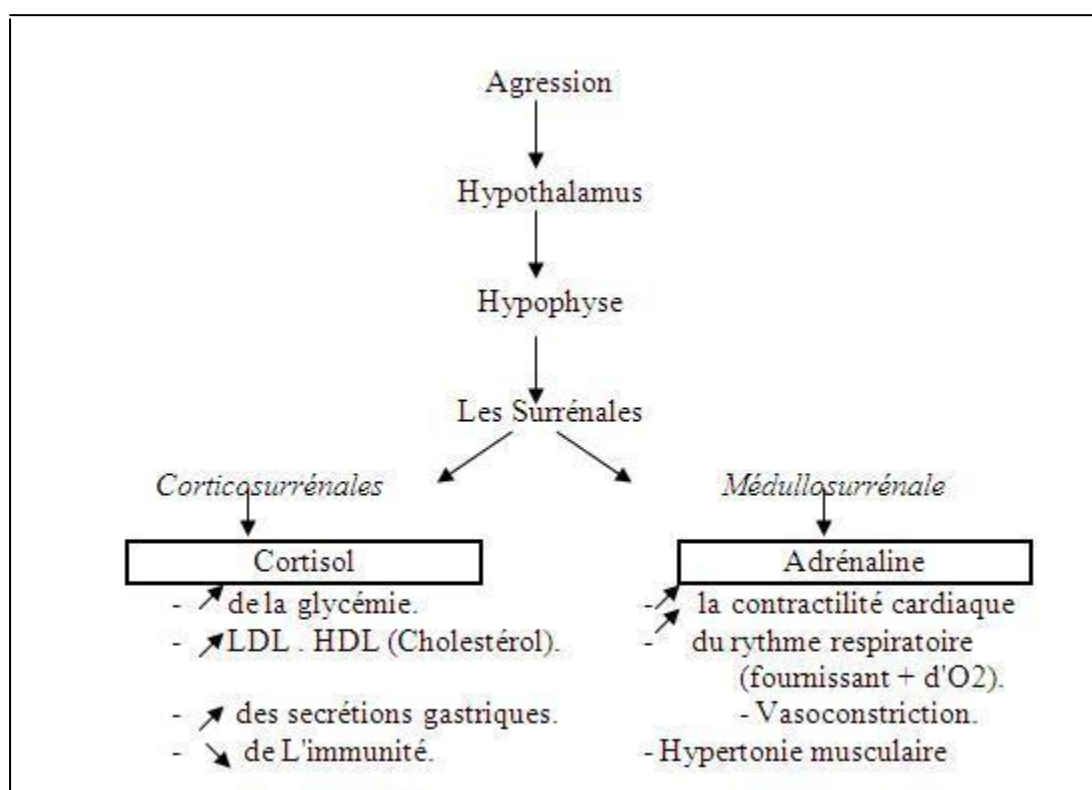 Agression
Hypothalamus
Hypophyse
Les Surrénales
Corticosurrénales
Médullosurrénale
Cortisol
Adrénaline
- de la glycémie.
- la contractilité cardiaque
- LDL . HDL (Cholestérol).
- du rythme respiratoire
(fournissant + d'O2).
- des secrétions gastriques.
- Vasoconstriction.
- de L'immunité.
- Hypertonie musculaire